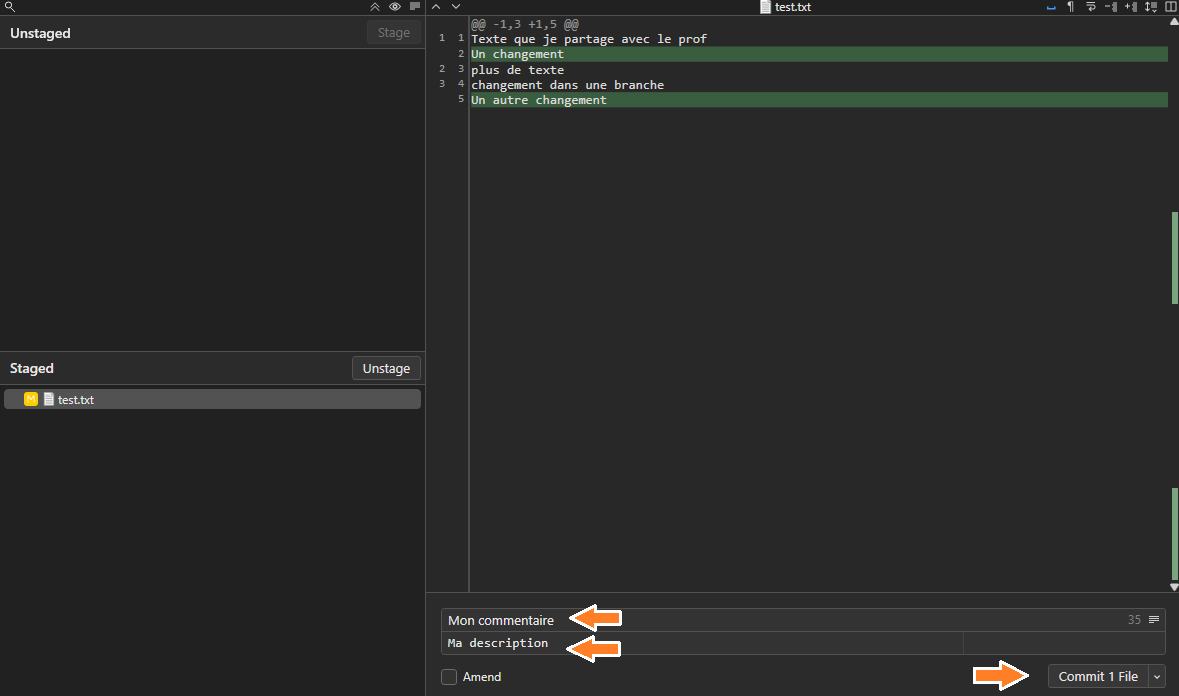 test.txt
Unstaged
Stage
@@ -1,3 +1,5 @@
1 1 Texte que je partage avec le prof
2 Un changement
2 3 plus de texte
3 4 changement dans une branche
5 Un autre changement
Staged
Unstage
M test.txt
Mon commentaire
35
Ma description
Amend
Commit 1 File